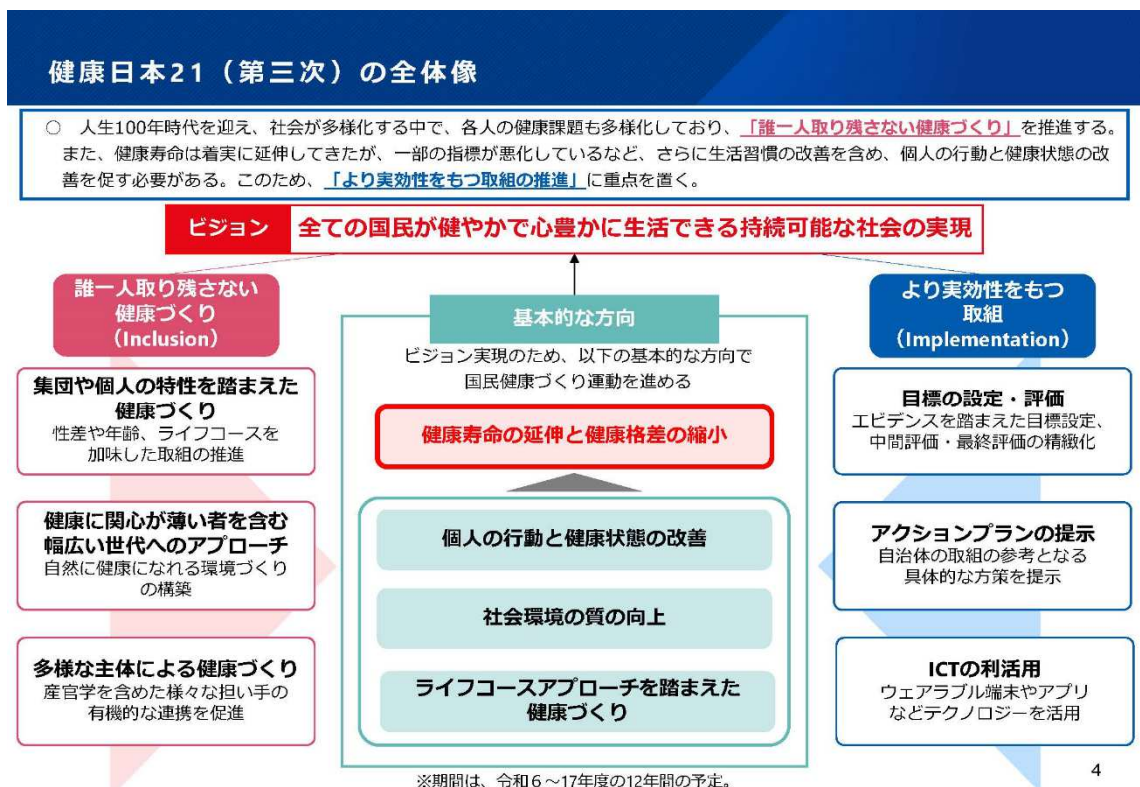 健康日本21（第三次）の全体像
○　人生100年時代を迎え、社会が多様化する中で、各人の健康課題も多様化しており、「誰一人取り残さない健康づくり」を推進する。
また、健康寿命は着実に延伸してきたが、一部の指標が悪化しているなど、さらに生活習慣の改善を含め、個人の行動と健康状態の改
善を促す必要がある。このため、「より実効性をもつ取組の推進」に重点を置く。
ビジョン　全ての国民が健やかで心豊かに生活できる持続可能な社会の実現
誰一人取り残さない
健康づくり
（Inclusion）
集団や個人の特性を踏まえた
健康づくり
性差や年齢、ライフコースを
加味した取組の推進
健康に関心が薄い者を含む
幅広い世代へのアプローチ
自然に健康になれる環境づくり
の構築
多様な主体による健康づくり
産官学を含めた様々な担い手の
有機的な連携を促進
基本的な方向
ビジョン実現のため、以下の基本的な方向で
国民健康づくり運動を進める
健康寿命の延伸と健康格差の縮小
個人の行動と健康状態の改善
社会環境の質の向上
ライフコースアプローチを踏まえた
健康づくり
※期間は、令和６～17年度の12年間の予定。
より実効性をもつ
取組
（Implementation）
目標の設定・評価
エビデンスを踏まえた目標設定、
中間評価・最終評価の精緻化
アクションプランの提示
自治体の取組の参考となる
具体的な方策を提示
ICTの利活用
ウェアラブル端末やアプリ
などテクノロジーを活用
4